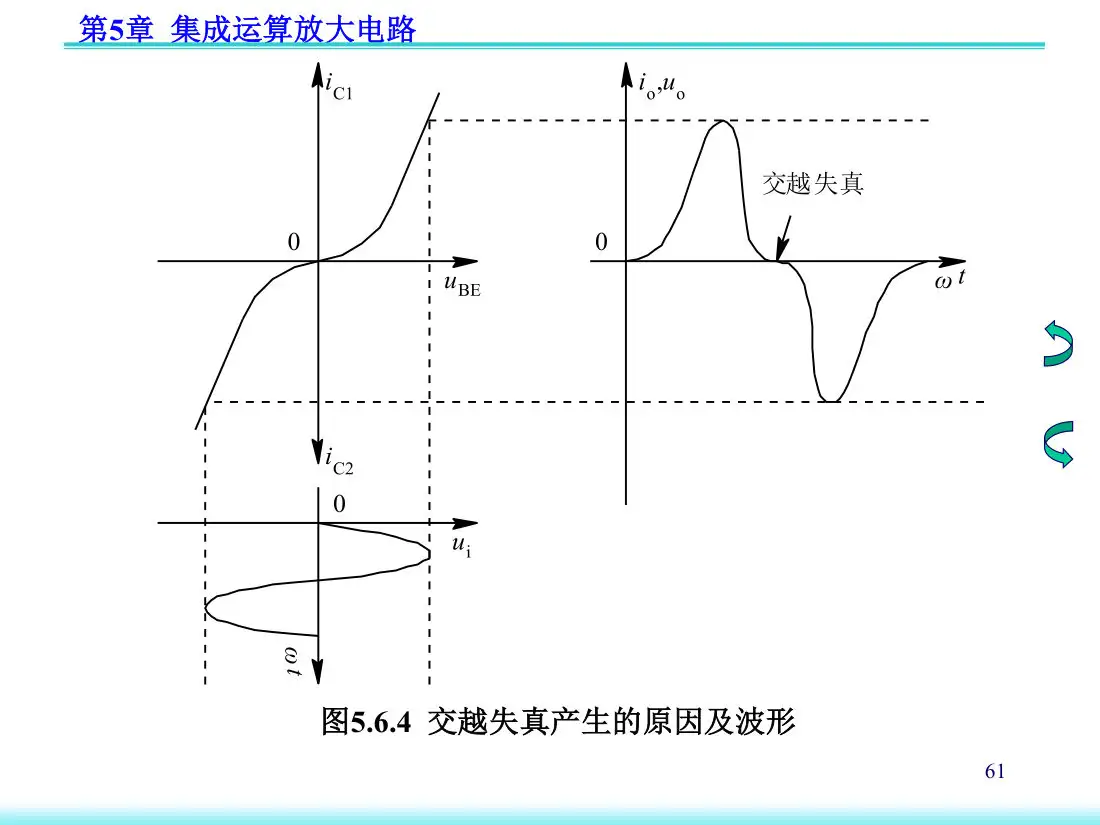 第5章 集成运算放大电路
iC1
io,uo
交越失真
0
0
uBE
ω t
iC2
0
ui
ωt
图5.6.4 交越失真产生的原因及波形
61